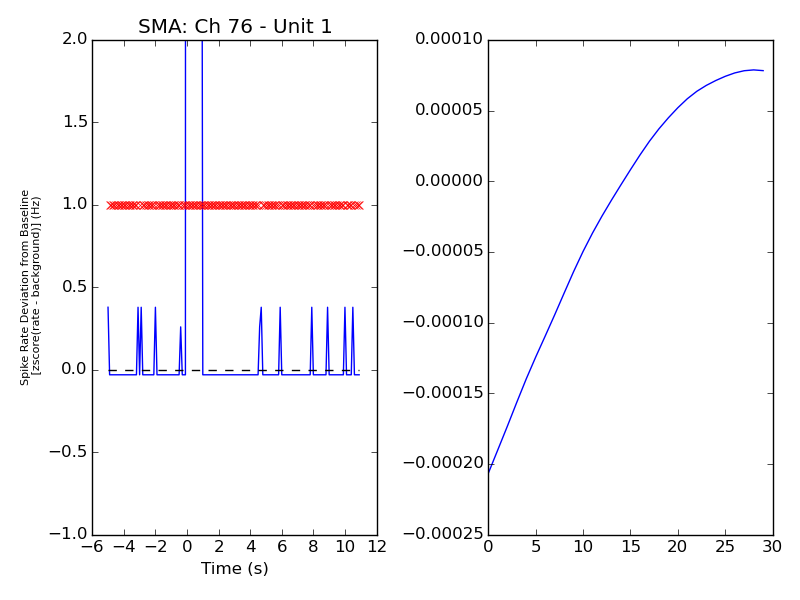 SMA: Ch 76 - Unit 1
2.0
1.5
1.0
0.5
0.0
−0.5
−1.0
Spike Rate Deviation from Baseline
[zscore(rate - background)] (Hz)
−6 −4 −2 0 2 4 6 8 10 12
Time (s)
0.00010
0.00005
0.00000
−0.00005
−0.00010
−0.00015
−0.00020
−0.00025
0 5 10 15 20 25 30